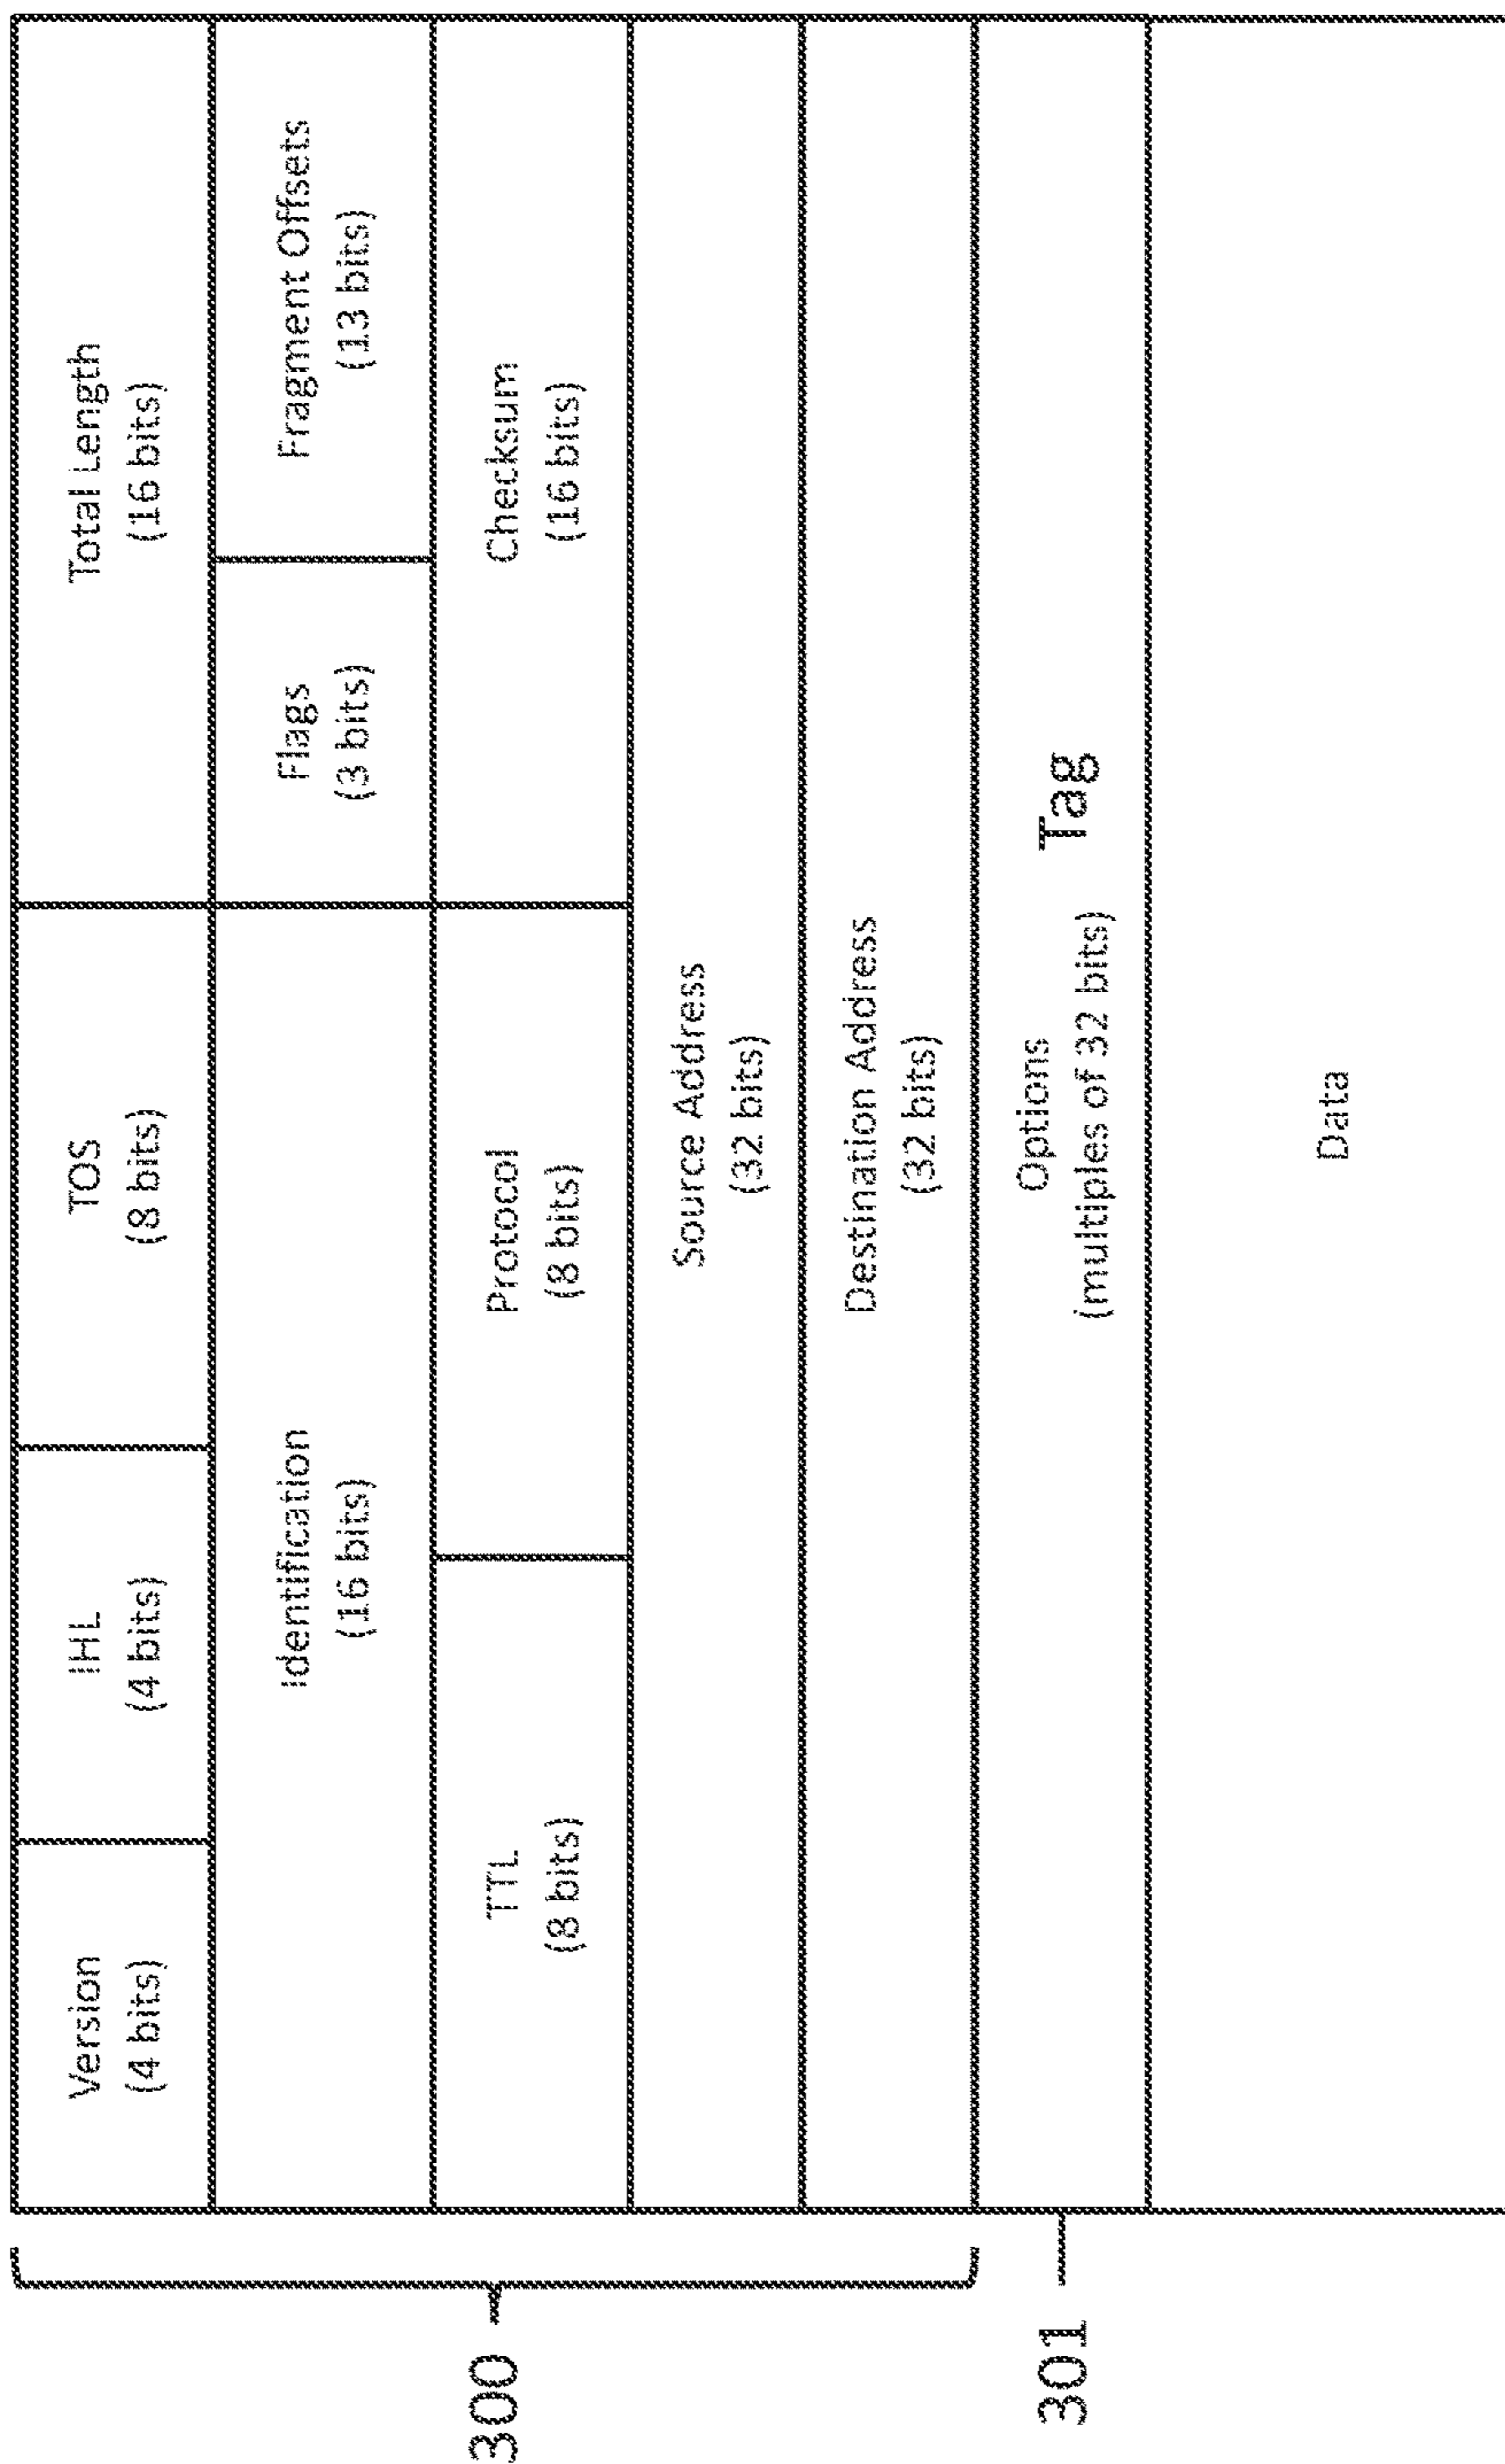 Version
(4 bits)
IHL
(4 bits)
TOS
(8 bits)
Total Length
(16 bits)
Identification
(16 bits)
Flags
(3 bits)
Fragment Offsets
(13 bits)
TTL
(8 bits)
Protocol
(8 bits)
Checksum
(16 bits)
300
Source Address
(32 bits)
Destination Address
(32 bits)
301
Options
(multiples of 32 bits)
Tag
Data